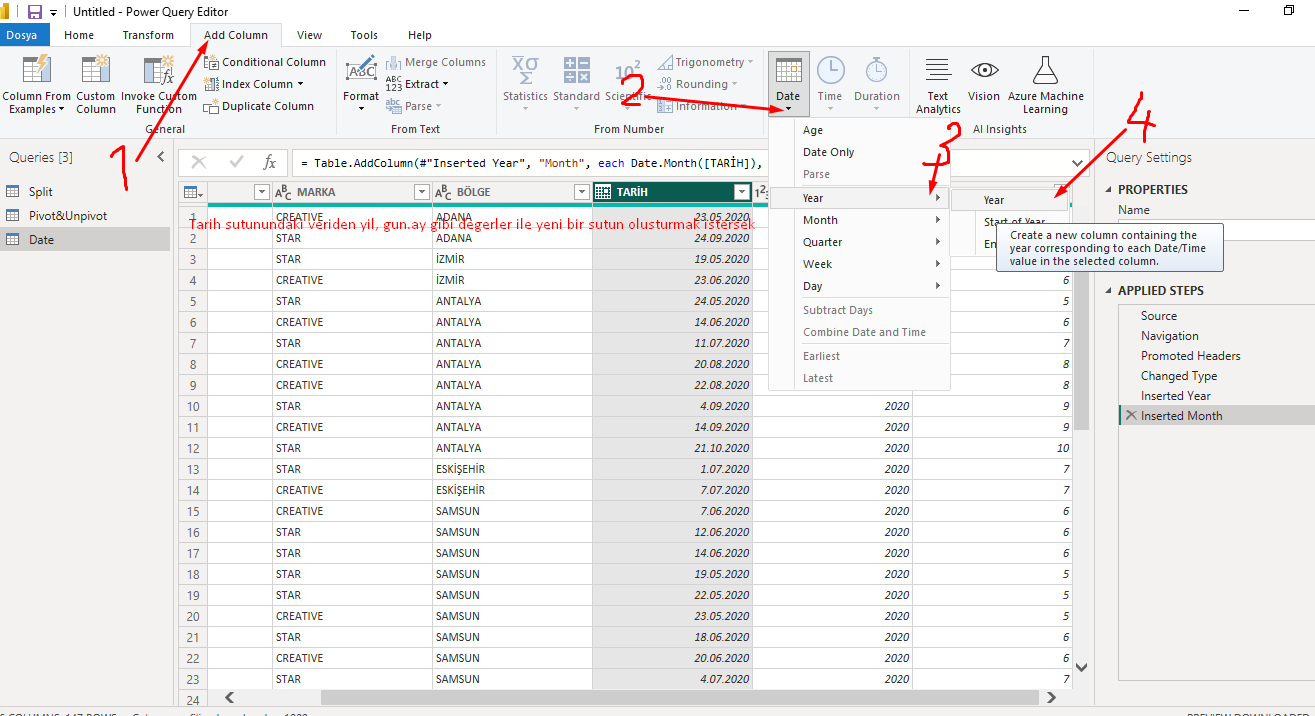 Untitled - Power Query Editor
Dosya Home Transform Add Column View Tools Help
Column From Examples
Custom Column
Invoke Custom Function
Conditional Column
Index Column
Duplicate Column
General
Format
Merge Columns
Extract
Parse
From Text
Statistics
Standard
Trigonometry
Rounding
Information
From Number
Date
Time
Duration
Text Analytics
Vision
Azure Machine Learning
AI Insights
1
2
3
4
Queries [3]
Split
Pivot&Unpivot
Date
= Table.AddColumn(#"Inserted Year", "Month", each Date.Month([TARİH]),
MARKA BÖLGE TARİH
Tarih sutunundaki veriden yil, gun.ay gibi degerler ile yeni bir sutun olusturmak istersek
1 CREATIVE ADANA 23.05.2020
2 STAR ADANA 24.09.2020
3 STAR İZMİR 19.05.2020
4 CREATIVE İZMİR 23.06.2020 6
5 STAR ANTALYA 24.05.2020 5
6 CREATIVE ANTALYA 14.06.2020 6
7 STAR ANTALYA 11.07.2020 7
8 CREATIVE ANTALYA 20.08.2020 8
9 CREATIVE ANTALYA 22.08.2020 8
10 STAR ANTALYA 4.09.2020 2020 9
11 CREATIVE ANTALYA 14.09.2020 2020 9
12 STAR ANTALYA 21.10.2020 2020 10
13 STAR ESKİŞEHİR 1.07.2020 2020 7
14 CREATIVE ESKİŞEHİR 7.07.2020 2020 7
15 CREATIVE SAMSUN 7.06.2020 2020 6
16 STAR SAMSUN 12.06.2020 2020 6
17 STAR SAMSUN 14.06.2020 2020 6
18 STAR SAMSUN 19.05.2020 2020 5
19 STAR SAMSUN 22.05.2020 2020 5
20 CREATIVE SAMSUN 23.05.2020 2020 5
21 STAR SAMSUN 18.06.2020 2020 6
22 CREATIVE SAMSUN 20.06.2020 2020 6
23 STAR SAMSUN 4.07.2020 2020 7
24
Age
Date Only
Parse
Year
Month
Quarter
Week
Day
Subtract Days
Combine Date and Time
Earliest
Latest
Year
Start of Year
Create a new column containing the
year corresponding to each Date/Time
value in the selected column.
Query Settings
PROPERTIES
Name
APPLIED STEPS
Source
Navigation
Promoted Headers
Changed Type
Inserted Year
Inserted Month